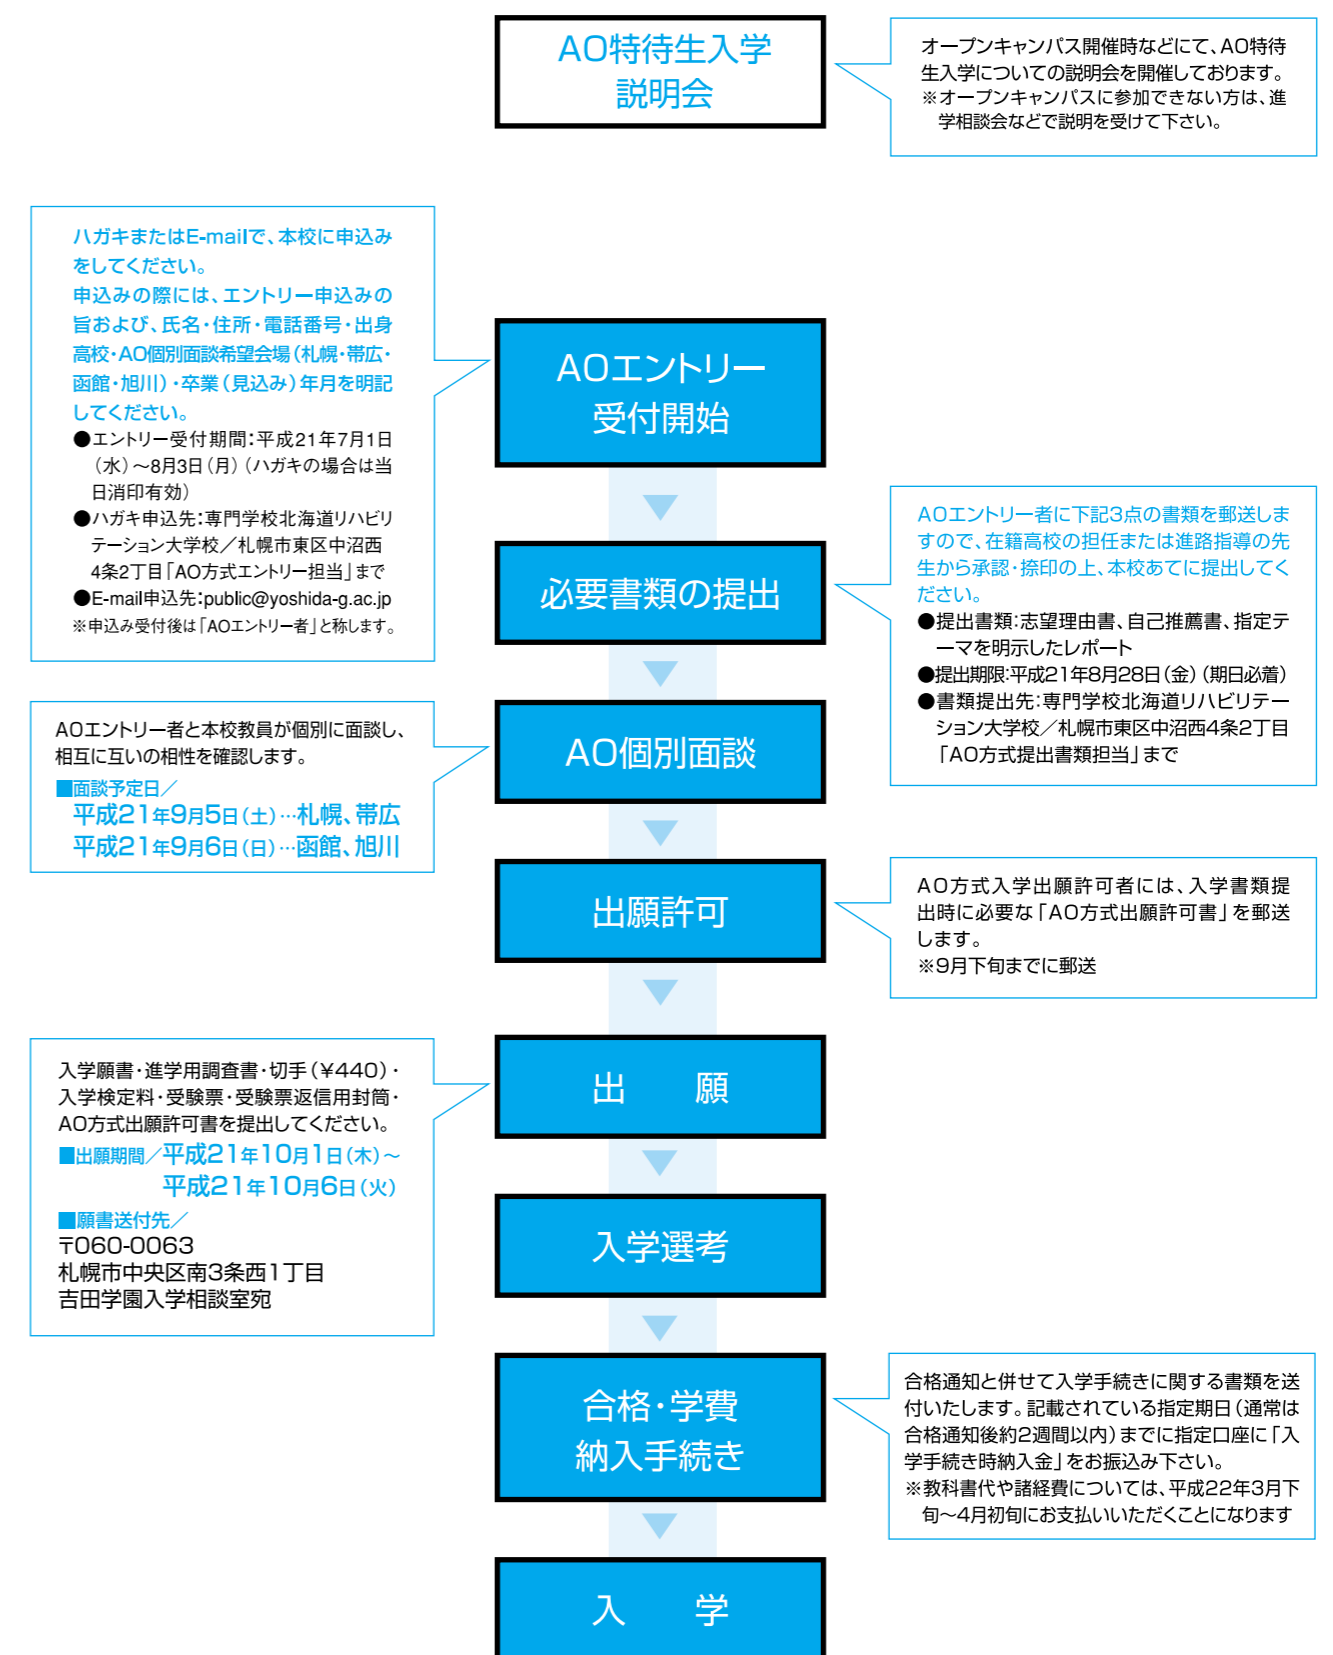 AO特待生入学
説明会
オープンキャンパス開催時などにて、AO特待
生入学についての説明会を開催しております。
※オープンキャンパスに参加できない方は、進
学相談会などで説明を受けて下さい。
ハガキまたはE-mailで、本校に申込み
をしてください。
申込みの際には、エントリー申込みの
旨および、氏名・住所・電話番号・出身
高校・AO個別面談希望会場（札幌・帯広・
函館・旭川）・卒業（見込み）年月を明記
してください。
●エントリー受付期間：平成21年7月1日
（水）～8月3日（月）（ハガキの場合は当
日消印有効）
●ハガキ申込先：専門学校北海道リハビリ
テーション大学校／札幌市東区中沼西
4条2丁目「AO方式エントリー担当」まで
●E-mail申込先：public@yoshida-g.ac.jp
※申込み受付後は「AOエントリー者」と称します。
AOエントリー
受付開始
必要書類の提出
AOエントリー者に下記3点の書類を郵送しま
すので、在籍高校の担任または進路指導の先
生から承認・捺印の上、本校あてに提出してく
ださい。
●提出書類：志望理由書、自己推薦書、指定テ
ーマを明示したレポート
●提出期限：平成21年8月28日（金）（期日必着）
●書類提出先：専門学校北海道リハビリテー
ション大学校／札幌市東区中沼西4条2丁目
「AO方式提出書類担当」まで
AOエントリー者と本校教員が個別に面談し、
相互に互いの相性を確認します。
■面談予定日／
平成21年9月5日（土）…札幌、帯広
平成21年9月6日（日）…函館、旭川
AO個別面談
出願許可
AO方式入学出願許可者には、入学書類提
出時に必要な「AO方式出願許可書」を郵送
します。
※9月下旬までに郵送
入学願書・進学用調査書・切手（￥440）・
入学検定料・受験票・受験票返信用封筒・
AO方式出願許可書を提出してください。
■出願期間／平成21年10月1日（木）～
平成21年10月6日（火）
■願書送付先／
〒060-0063
札幌市中央区南3条西1丁目
吉田学園入学相談室宛
出　願
入学選考
合格・学費
納入手続き
合格通知と併せて入学手続きに関する書類を送
付いたします。記載されている指定期日（通常は
合格通知後約2週間以内）までに指定口座に「入
学手続き時納入金」をお振込み下さい。
※教科書代や諸経費については、平成22年3月下
旬～4月初旬にお支払いいただくことになります
入　学